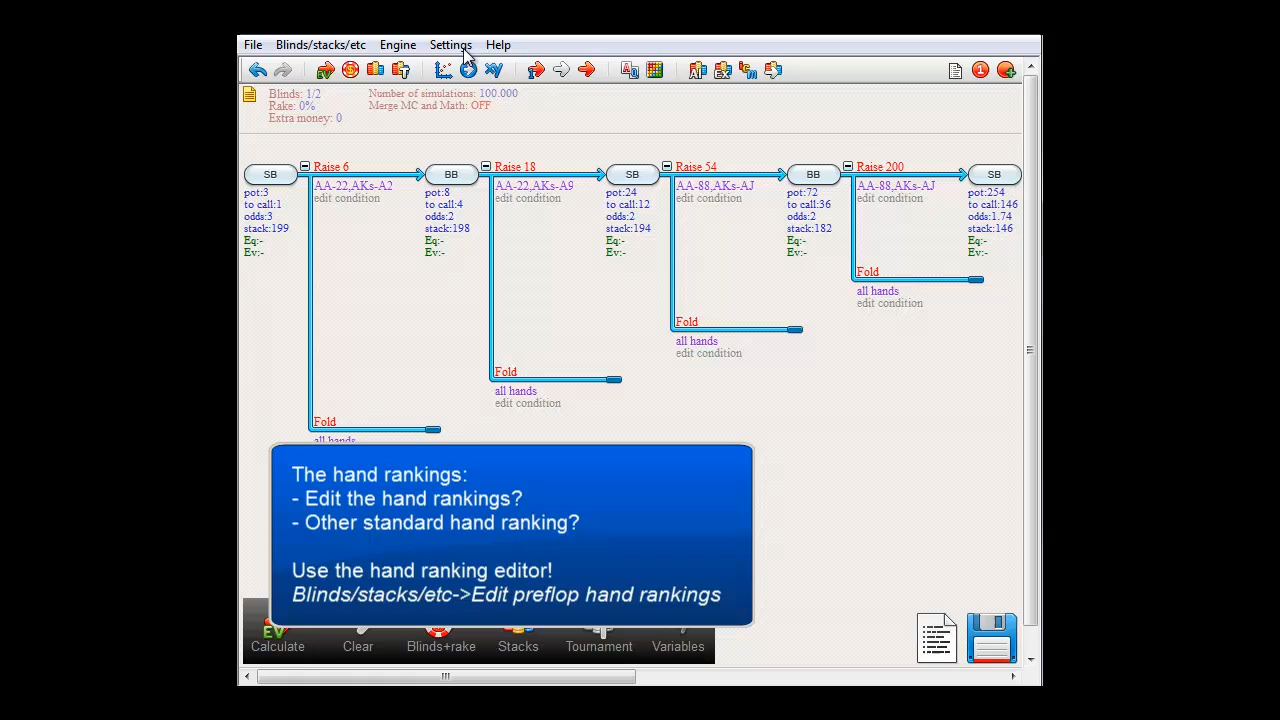 File Blinds/stacks/etc Engine Settings Help
Blinds: 1/2 Number of simulations: 100.000
Rake: 0% Merge MC and Math: OFF
Extra money: 0
SB Raise 6 BB Raise 18 SB Raise 54 BB Raise 200 SB
pot:3 AA-22,AKs-A2 pot:8 AA-22,AKs-A9 pot:24 AA-88,AKs-AJ pot:72 AA-88,AKs-AJ pot:254
to call:1 edit condition to call:4 edit condition to call:12 edit condition to call:36 edit condition to call:146
odds:3 odds:2 odds:2 odds:2 odds:1.74
stack:199 stack:198 stack:194 stack:182 stack:146
Eq:- Eq:- Eq:- Eq:- Eq:-
Ev:- Ev:- Ev:- Ev:- Ev:-
Fold
all hands
edit condition
Fold
all hands
edit condition
Fold
all hands
edit condition
Fold
all hands
The hand rankings:
- Edit the hand rankings?
- Other standard hand ranking?
Use the hand ranking editor!
Blinds/stacks/etc->Edit preflop hand rankings
EV
Calculate Clear Blinds+rake Stacks Tournament Variables